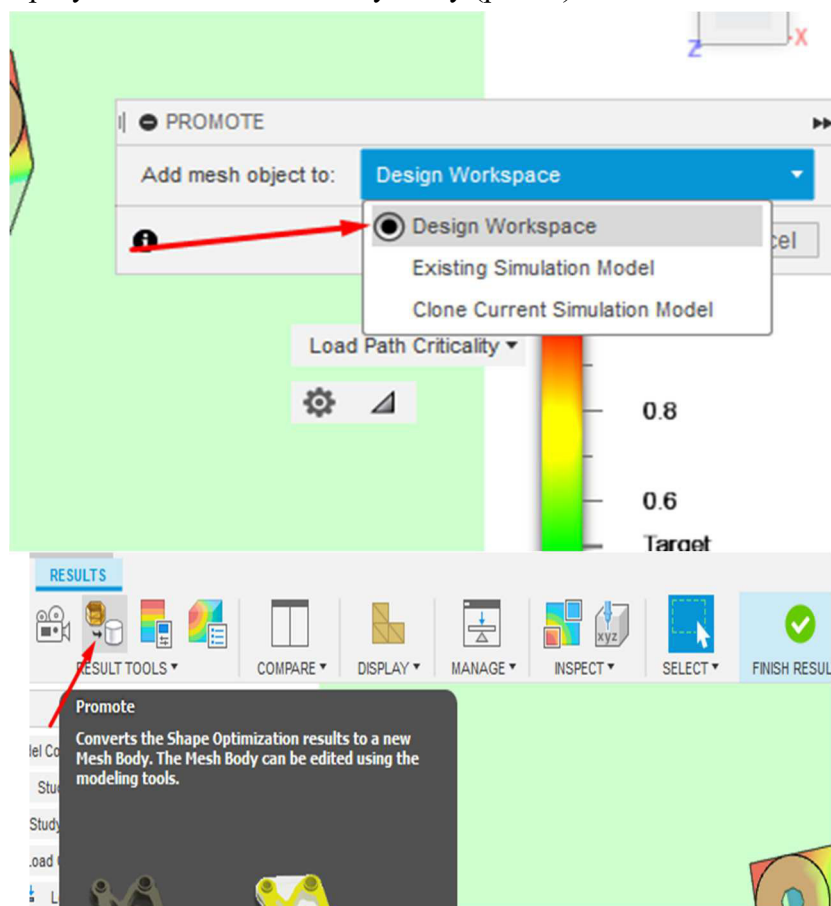 Z
X
PROMOTE
Add mesh object to:
Design Workspace
Design Workspace
Existing Simulation Model
Clone Current Simulation Model
Load Path Criticality
0.8
0.6
Target
RESULTS
xyz
RESULT TOOLS
COMPARE
DISPLAY
MANAGE
INSPECT
SELECT
FINISH RESUL
Promote
Converts the Shape Optimization results to a new
Mesh Body. The Mesh Body can be edited using the
modeling tools.
Study